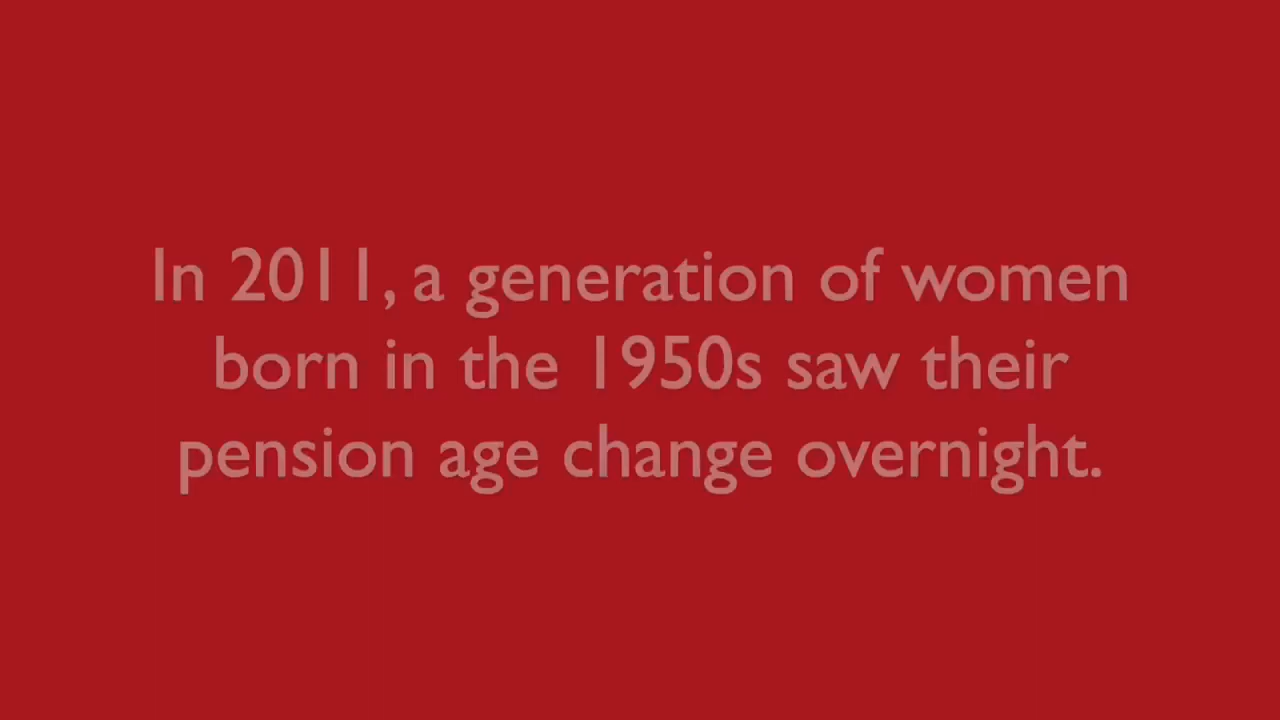 In 2011, a generation of women
born in the 1950s saw their
pension age change overnight.